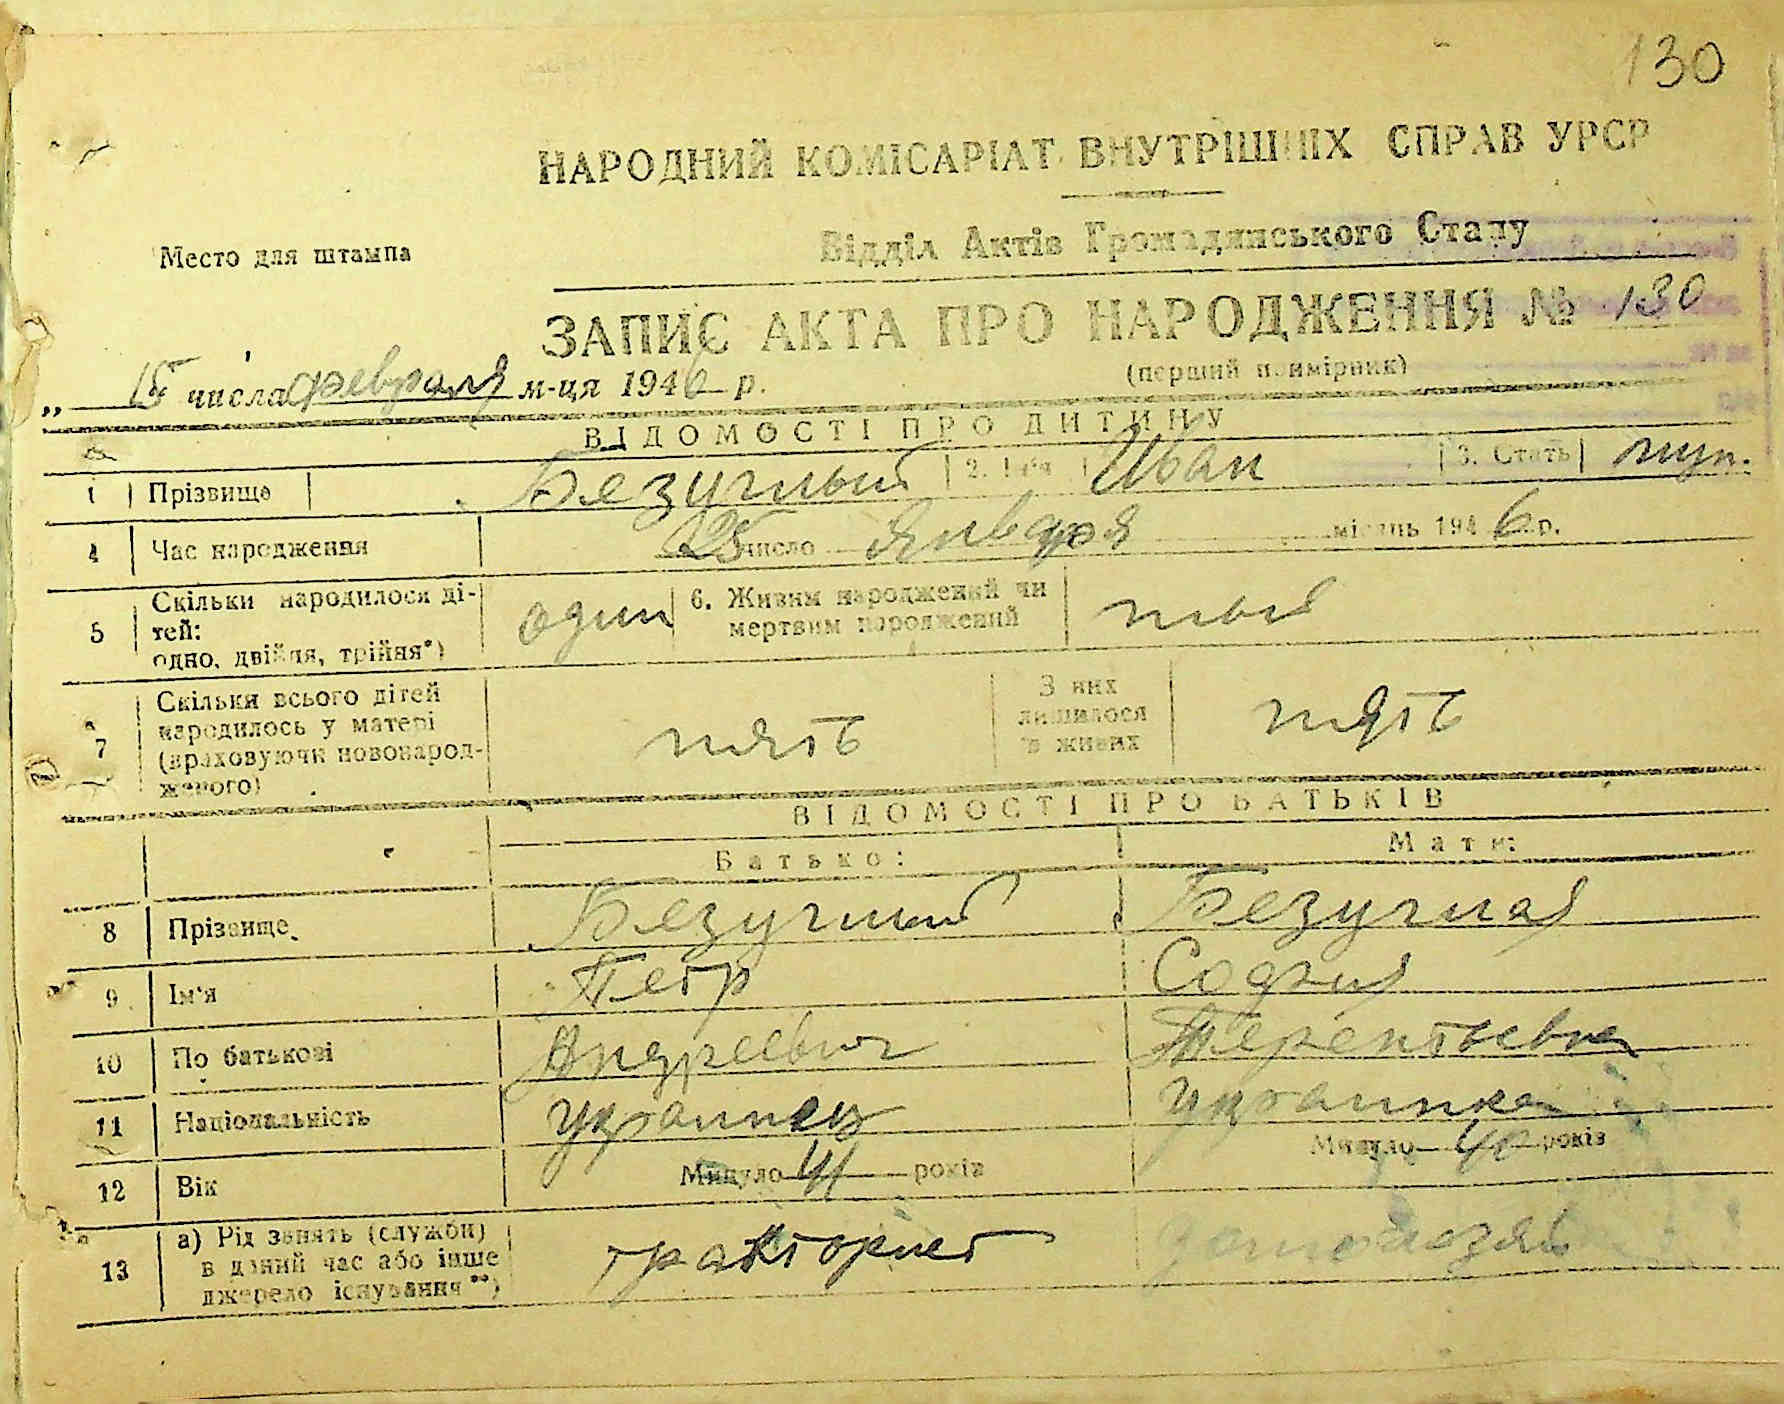 130
НАРОДНИЙ КОМІСАРІАТ ВНУТРІШНІХ СПРАВ УРСР
Место для штампа
Відділ Актів Громадянського Стану
ЗАПИС АКТА ПРО НАРОДЖЕННЯ № 130
(перший примірник)
„ 15 числа февраля м-ця 1946 р.
ВІДОМОСТІ ПРО ДИТИНУ
1 Прізвище Безуглый 2. Ім'я Иван 3. Стать муж.
4 Час народження 25 число Января місяць 1946 р.
5 Скільки народилося ді-
тей:
одно, двійня, трійня*) один 6. Живим народжений чи
мертвим народжений
7 Скільки всього дітей
народилось у матері
(враховуючи новонарод-
женого) пять З них
лишилося
в живих пять
ВІДОМОСТІ ПРО БАТЬКІВ
Батько: Мати:
8 Прізвище Безуглый Безуглая
9 Ім'я Петр София
10 По батькові Андреевич Терентьевна
11 Національність украинец украинка
12 Вік Минуло 41 років Минуло 40 років
13 а) Рід занять (служби)
в даний час або інше
джерело існування**) тракторист домохозяй